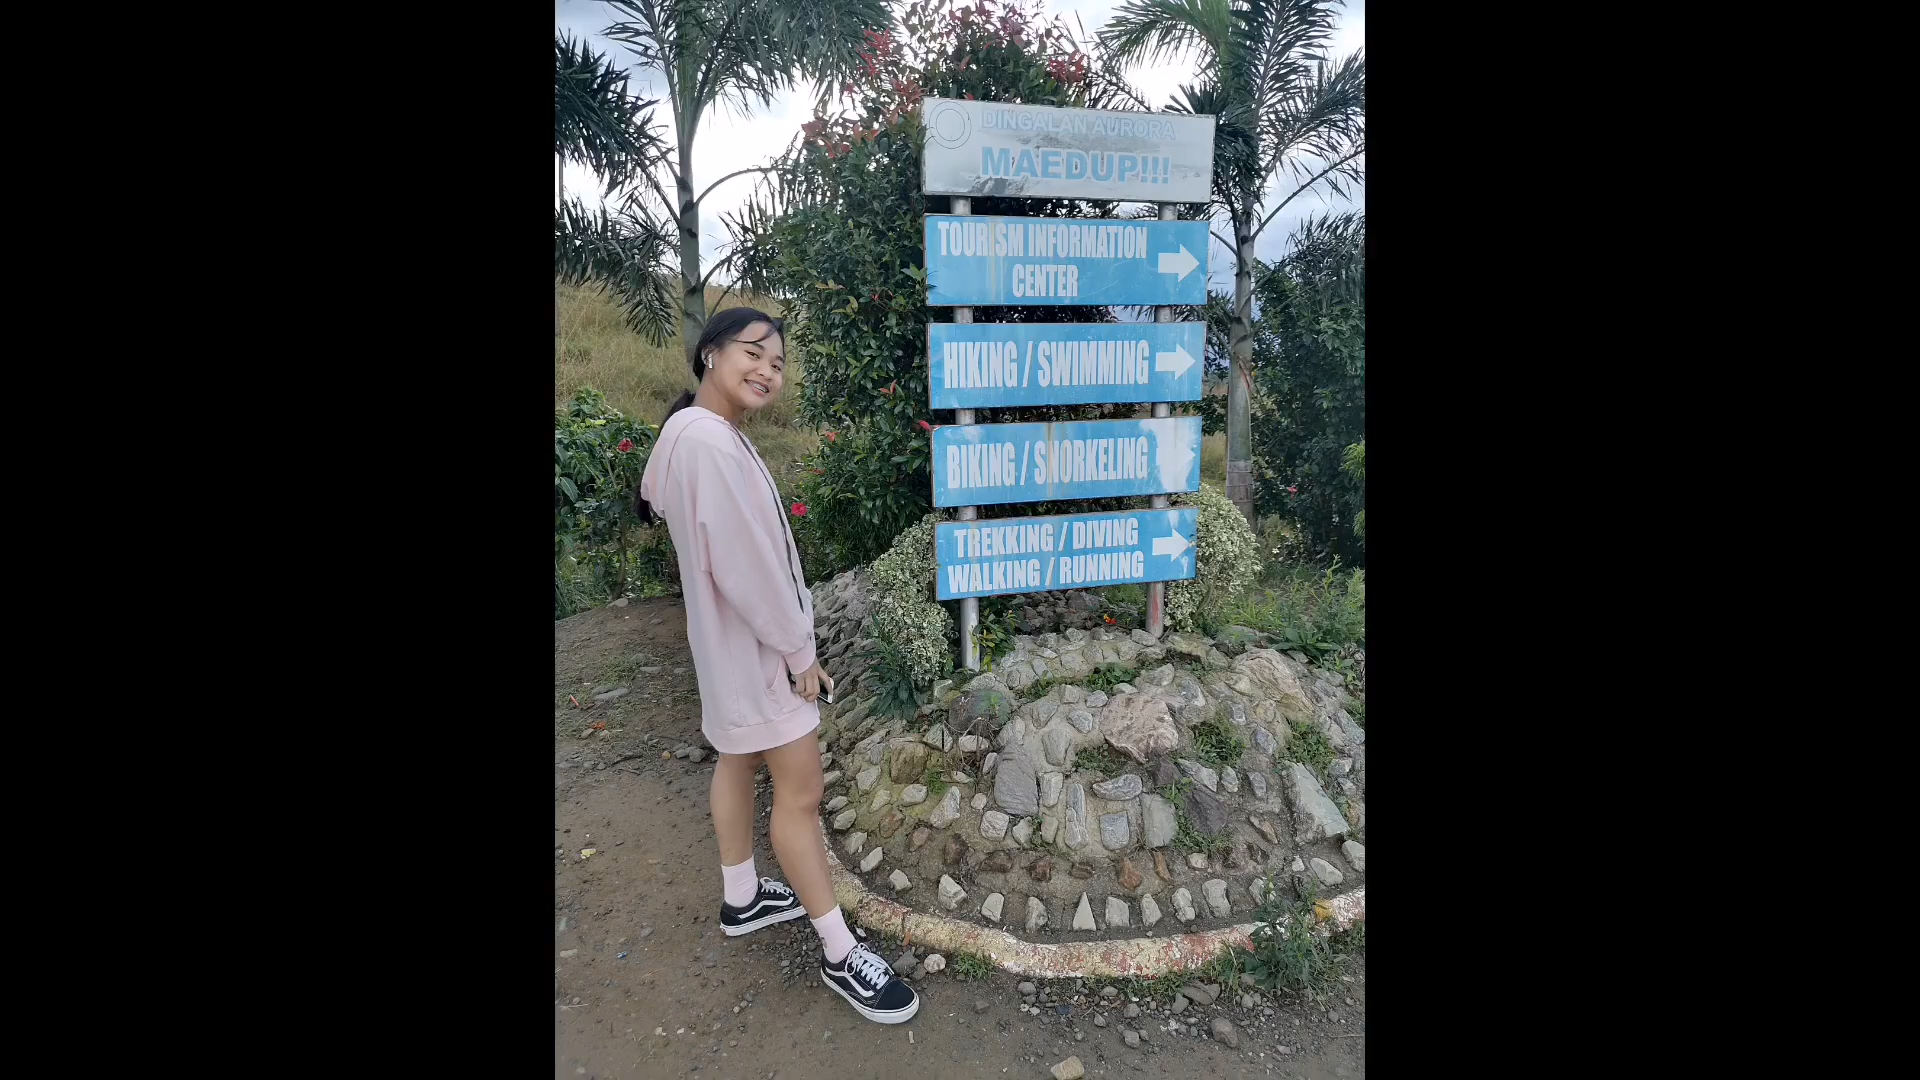 DINGALAN AURORA
MAEDUP!!!
TOURISM INFORMATION
CENTER
HIKING / SWIMMING
BIKING / SNORKELING
TREKKING / DIVING
WALKING / RUNNING